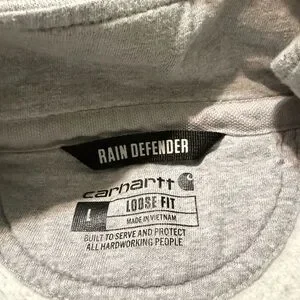 RAIN DEFENDER
carhartt
L LOOSE FIT
MADE IN VIETNAM
BUILT TO SERVE AND PROTECT
ALL HARDWORKING PEOPLE